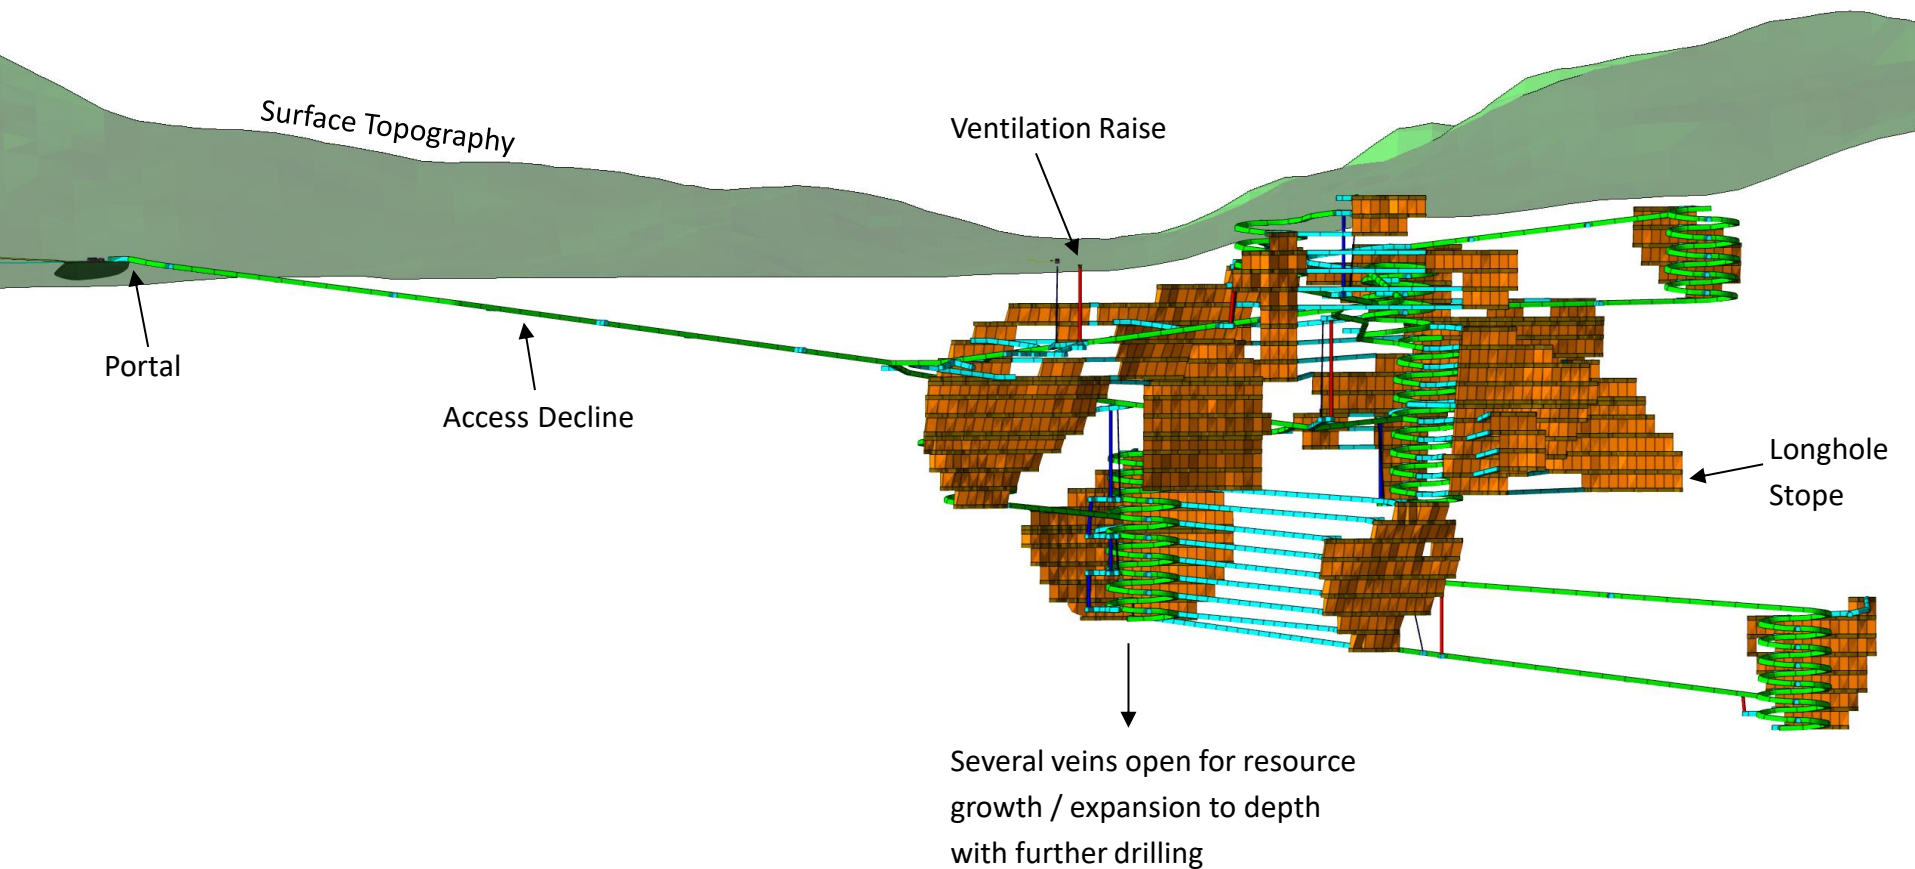 Surface Topography
Ventilation Raise
Portal
Access Decline
Longhole
Stope
Several veins open for resource
growth / expansion to depth
with further drilling